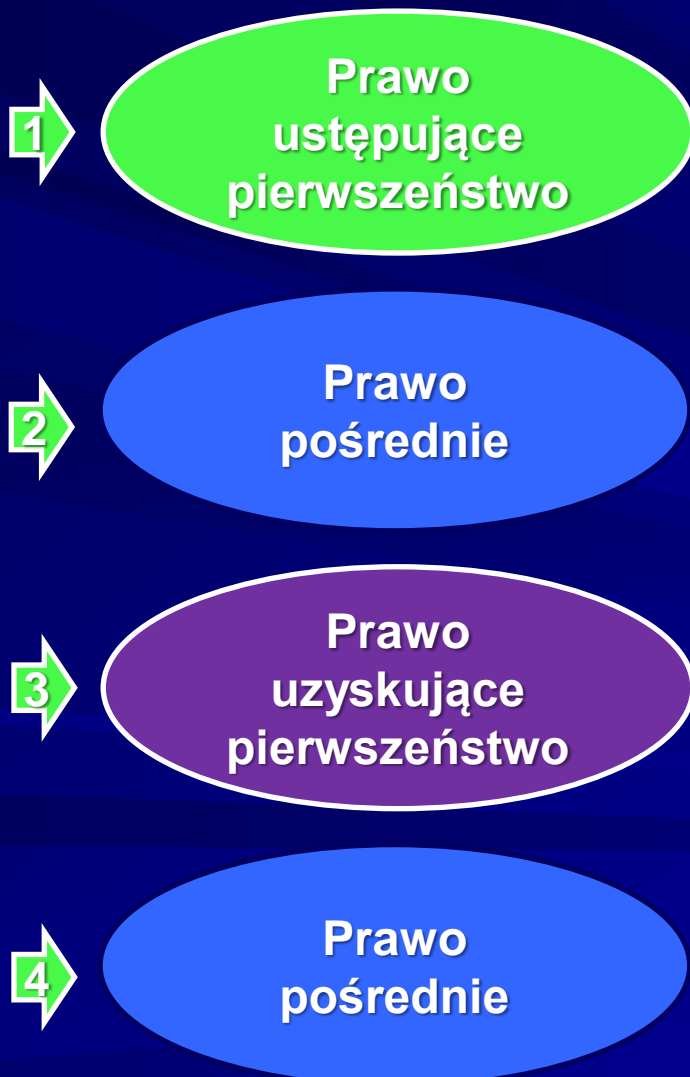 1
Prawo
ustępujące
pierwszeństwo
2
Prawo
pośrednie
3
Prawo
uzyskujące
pierwszeństwo
4
Prawo
pośrednie